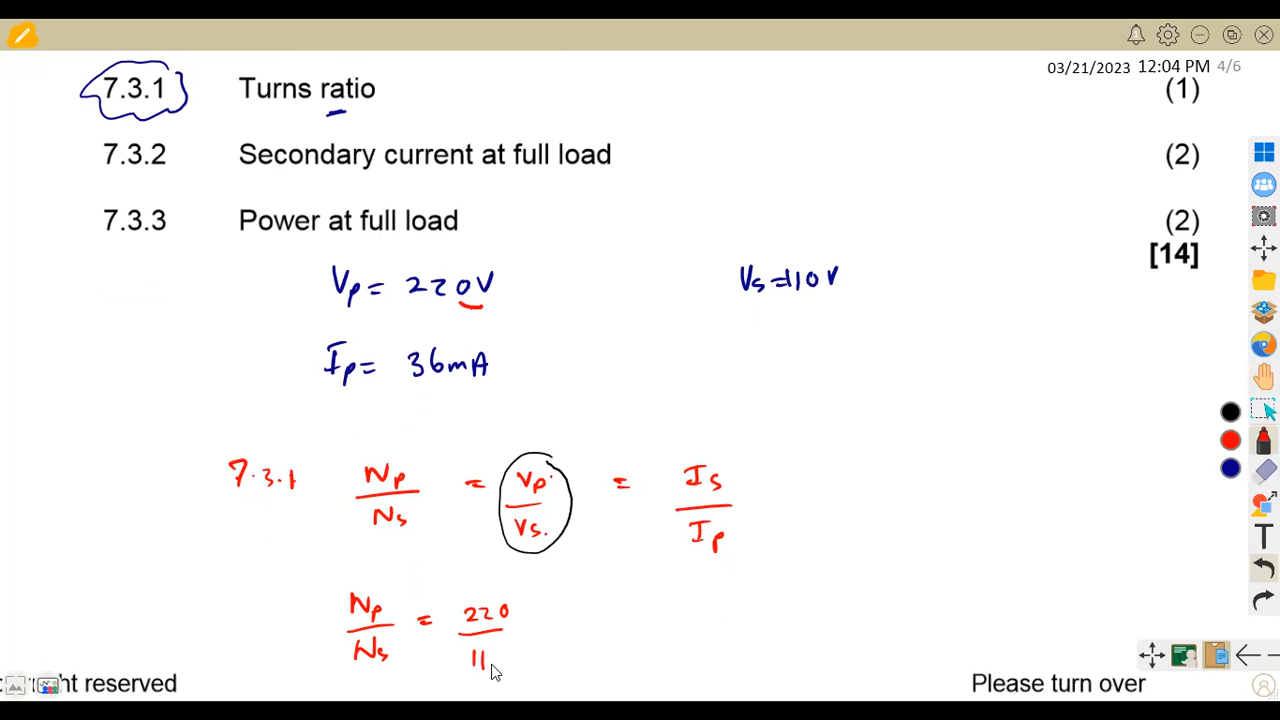 03/21/2023 12:04 PM 4/6
7.3.1 Turns ratio (1)
7.3.2 Secondary current at full load (2)
7.3.3 Power at full load (2)
[14]
Vp = 220V Vs = 110V
Ip = 36mA
7.3.1 Np/Ns = Vp/Vs = Is/Ip
Np/Ns = 220/11
ht reserved Please turn over
T